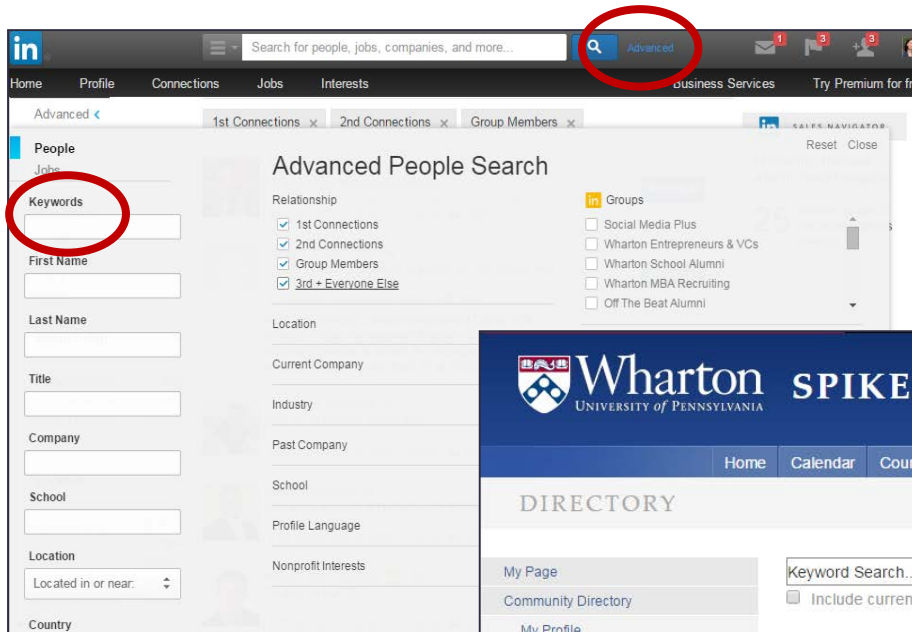 in
Search for people, jobs, companies, and more...
Advanced
1
3
3
Home Profile Connections Jobs Interests Business Services Try Premium for fr
Advanced <
1st Connections x 2nd Connections x Group Members x
in SALES NAVIGATOR
Reset Close
People
Jobs
Advanced People Search
Keywords
First Name
Last Name
Title
Company
School
Location
Located in or near:
Country
Relationship
1st Connections
2nd Connections
Group Members
3rd + Everyone Else
Location
Current Company
Industry
Past Company
School
Profile Language
Nonprofit Interests
in Groups
Social Media Plus
Wharton Entrepreneurs & VCs
Wharton School Alumni
Wharton MBA Recruiting
Off The Beat Alumni
Wharton
UNIVERSITY of PENNSYLVANIA
SPIKE
Home Calendar Cour
DIRECTORY
My Page
Community Directory
My Profile
Keyword Search..
Include curren